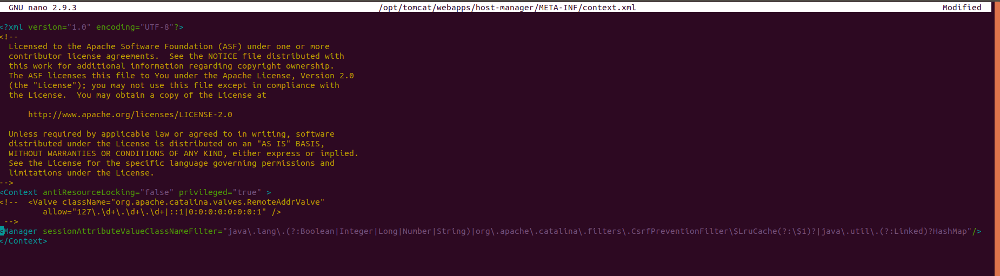 GNU nano 2.9.3 /opt/tomcat/webapps/host-manager/META-INF/context.xml Modified
<?xml version="1.0" encoding="UTF-8"?>
<!--
Licensed to the Apache Software Foundation (ASF) under one or more
contributor license agreements.  See the NOTICE file distributed with
this work for additional information regarding copyright ownership.
The ASF licenses this file to You under the Apache License, Version 2.0
(the "License"); you may not use this file except in compliance with
the License.  You may obtain a copy of the License at
http://www.apache.org/licenses/LICENSE-2.0
Unless required by applicable law or agreed to in writing, software
distributed under the License is distributed on an "AS IS" BASIS,
WITHOUT WARRANTIES OR CONDITIONS OF ANY KIND, either express or implied.
See the License for the specific language governing permissions and
limitations under the License.
-->
<Context antiResourceLocking="false" privileged="true" >
<!--  <Valve className="org.apache.catalina.valves.RemoteAddrValve"
allow="127\.\d+\.\d+\.\d+|::1|0:0:0:0:0:0:0:1" />
-->
<Manager sessionAttributeValueClassNameFilter="java\.lang\.(?:Boolean|Integer|Long|Number|String)|org\.apache\.catalina\.filters\.CsrfPreventionFilter\$LruCache(?:\$1)?|java\.util\.(?:Linked)?HashMap"/>
</Context>